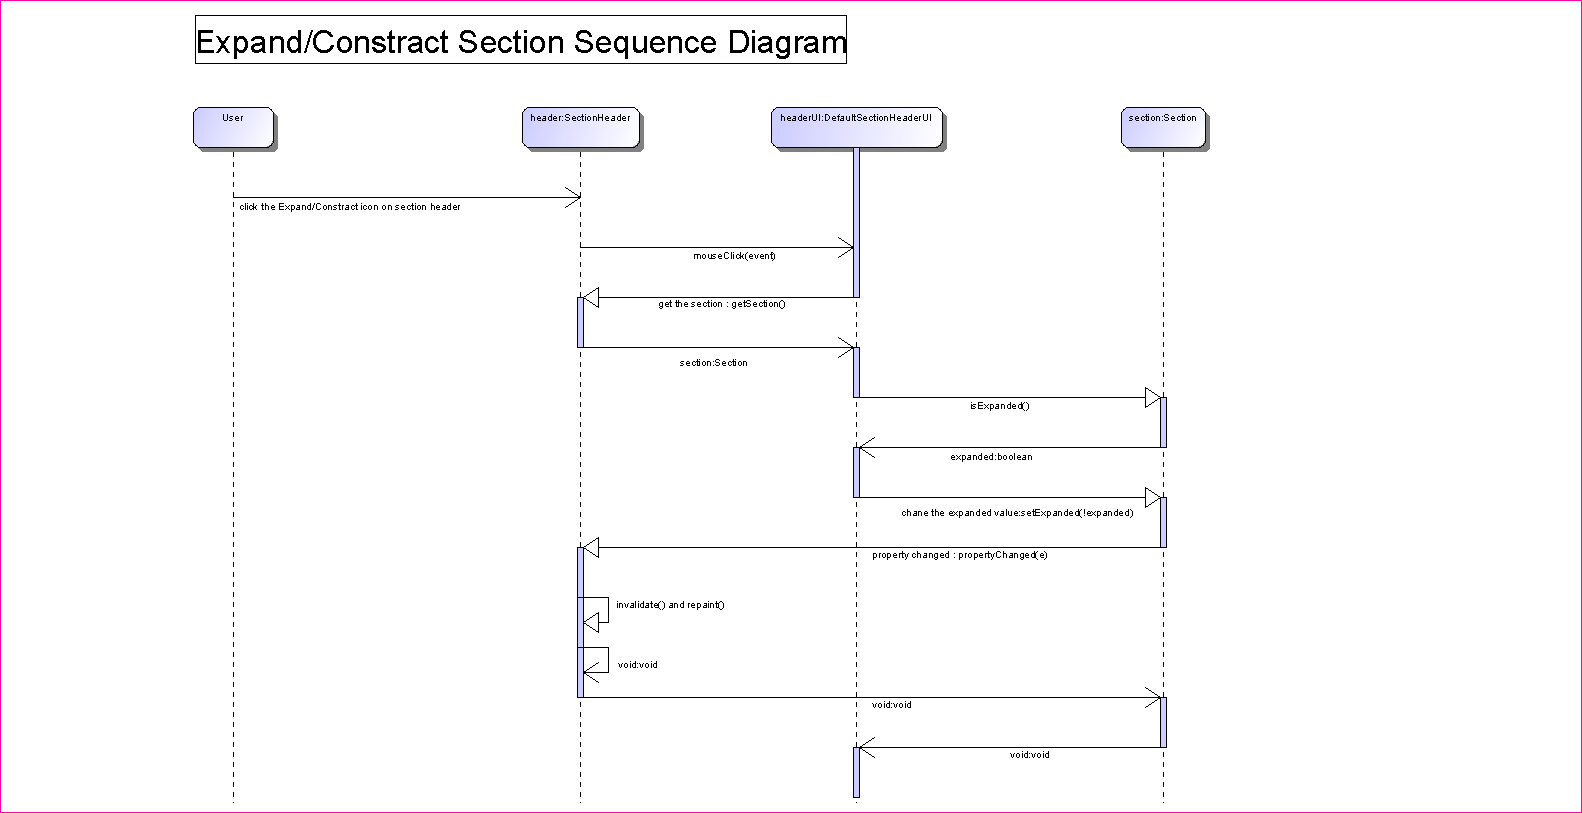 Expand/Constract Section Sequence Diagram
User
header:SectionHeader
headerUI:DefaultSectionHeaderUI
section:Section
click the Expand/Constract icon on section header
mouseClick(event)
get the section : getSection()
section:Section
isExpanded()
expanded:boolean
chane the expanded value:setExpanded(!expanded)
property changed : propertyChanged(e)
invalidate() and repaint()
void:void
void:void
void:void